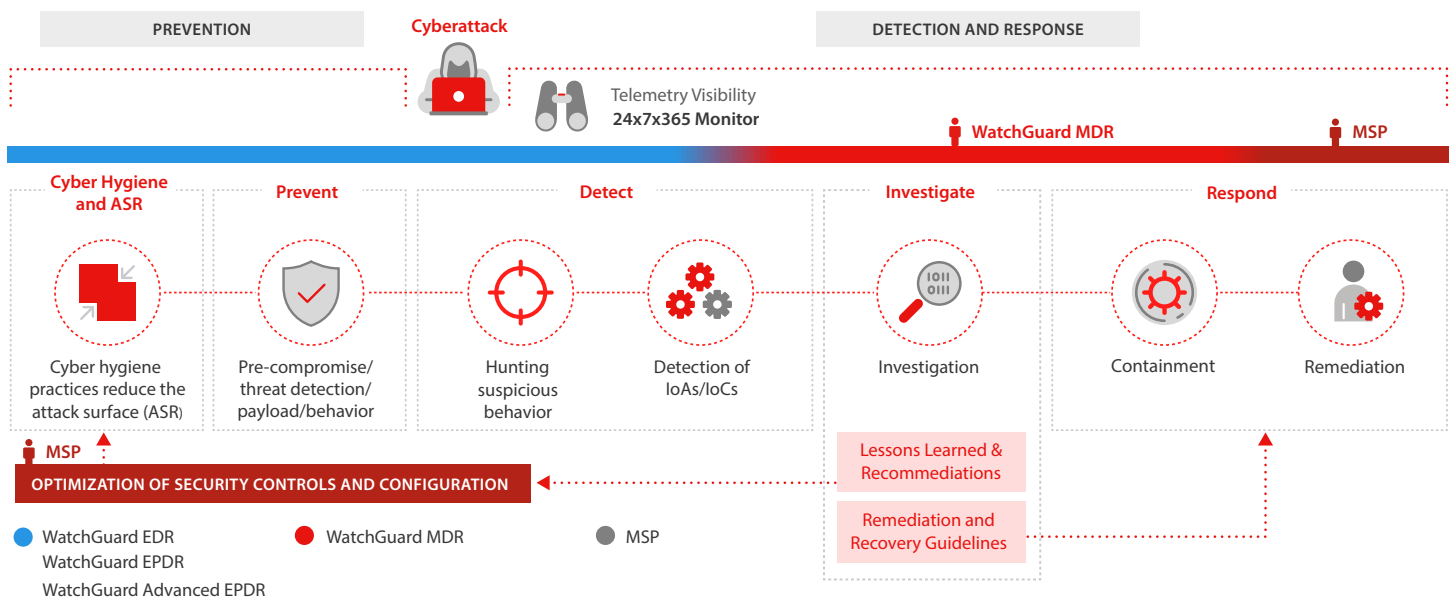 PREVENTION
Cyberattack
DETECTION AND RESPONSE
Telemetry Visibility
24x7x365 Monitor
WatchGuard MDR
MSP
Cyber Hygiene
and ASR
Prevent
Detect
Investigate
Respond
1011
0111
Cyber hygiene
practices reduce the
attack surface (ASR)
Pre-compromise/
threat detection/
payload/behavior
Hunting
suspicious
behavior
Detection of
IoAs/IoCs
Investigation
Containment
Remediation
MSP
OPTIMIZATION OF SECURITY CONTROLS AND CONFIGURATION
Lessons Learned &
Recommediations
Remediation and
Recovery Guidelines
WatchGuard EDR
WatchGuard EPDR
WatchGuard Advanced EPDR
WatchGuard MDR
MSP